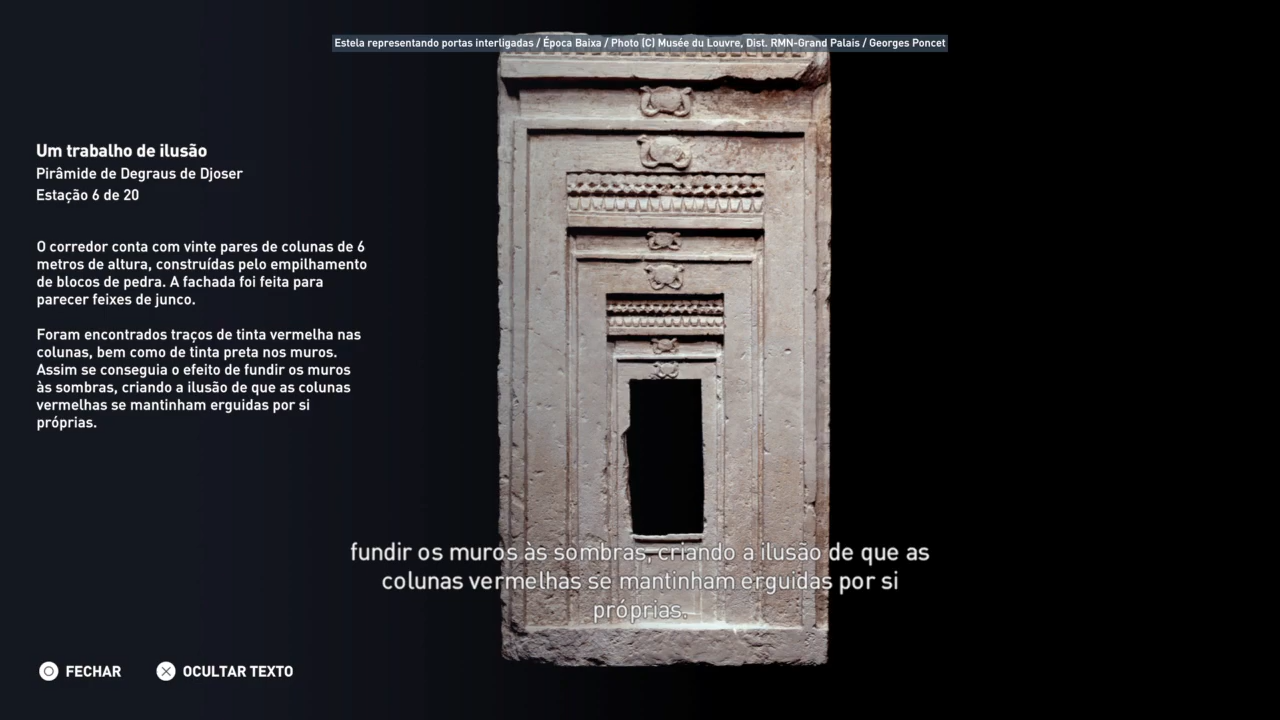 Estela representando portas interligadas / Época Baixa / Photo (C) Musée du Louvre, Dist. RMN-Grand Palais / Georges Poncet
Um trabalho de ilusão
Pirâmide de Degraus de Djoser
Estação 6 de 20
O corredor conta com vinte pares de colunas de 6
metros de altura, construídas pelo empilhamento
de blocos de pedra. A fachada foi feita para
parecer feixes de junco.
Foram encontrados traços de tinta vermelha nas
colunas, bem como de tinta preta nos muros.
Assim se conseguia o efeito de fundir os muros
às sombras, criando a ilusão de que as colunas
vermelhas se mantinham erguidas por si
próprias.
fundir os muros às sombras, criando a ilusão de que as
colunas vermelhas se mantinham erguidas por si
próprias.
FECHAR
OCULTAR TEXTO